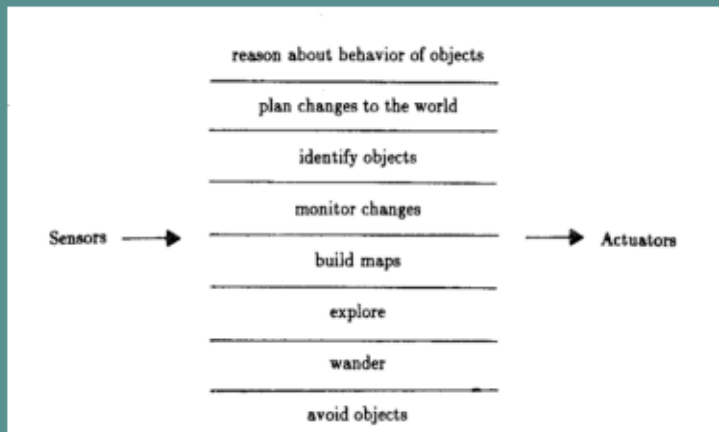 reason about behavior of objects
plan changes to the world
identify objects
monitor changes
Sensors
Actuators
build maps
explore
wander
avoid objects